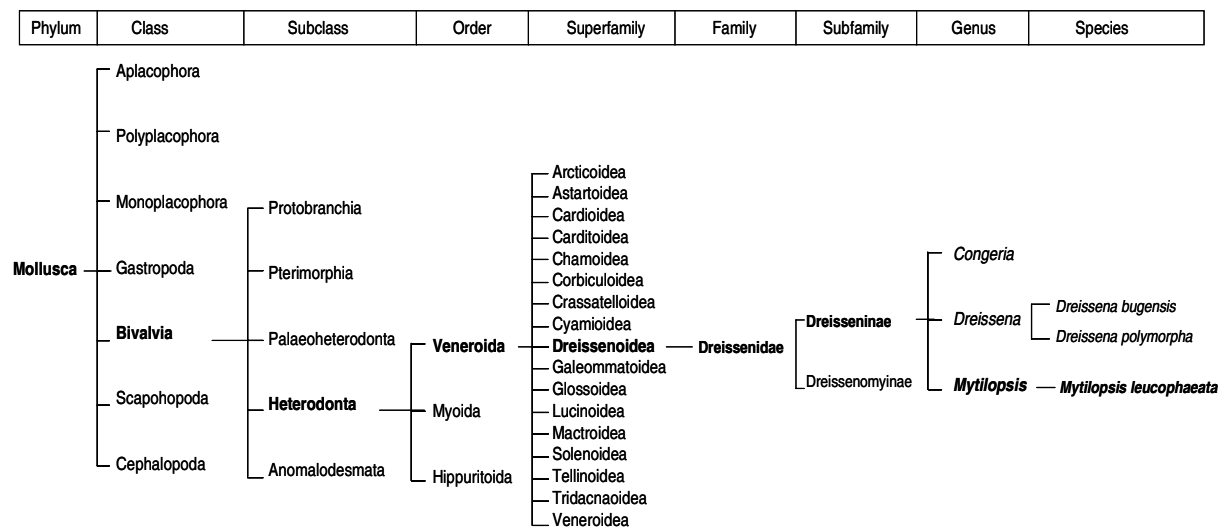 Phylum Class Subclass Order Superfamily Family Subfamily Genus Species
Aplacophora
Polyplacophora
Monoplacophora
Mollusca
Gastropoda
Bivalvia
Scapohopoda
Cephalopoda
Protobranchia
Pterimorphia
Palaeoheterodonta
Heterodonta
Anomalodesmata
Veneroida
Myoida
Hippuritoida
Arcticoidea
Astartoidea
Cardioidea
Carditoidea
Chamoidea
Corbiculoidea
Crassatelloidea
Cyamioidea
Dreissenoidea
Galeommatoidea
Glossoidea
Lucinoidea
Mactroidea
Solenoidea
Tellinoidea
Tridacnaoidea
Veneroidea
Dreissenidae
Dreisseninae
Dreissenomyinae
Congeria
Dreissena
Mytilopsis
Dreissena bugensis
Dreissena polymorpha
Mytilopsis leucophaeata